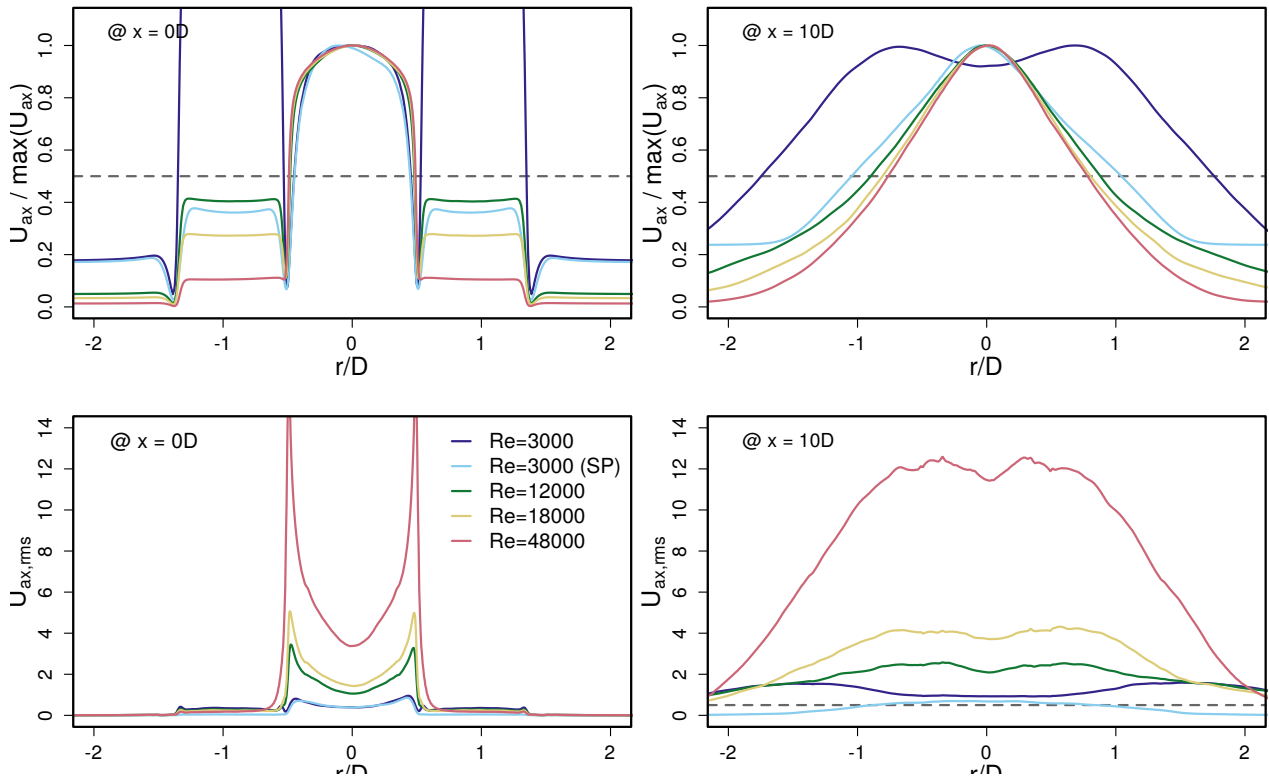 @ x = 0D
U_ax / max(U_ax)
0.0 0.2 0.4 0.6 0.8 1.0
-2 -1 0 1 2
r/D
@ x = 10D
U_ax / max(U_ax)
0.0 0.2 0.4 0.6 0.8 1.0
-2 -1 0 1 2
r/D
@ x = 0D
Re=3000
Re=3000 (SP)
Re=12000
Re=18000
Re=48000
U_ax,rms
0 2 4 6 8 10 12 14
-2 -1 0 1 2
r/D
@ x = 10D
U_ax,rms
0 2 4 6 8 10 12 14
-2 -1 0 1 2
r/D